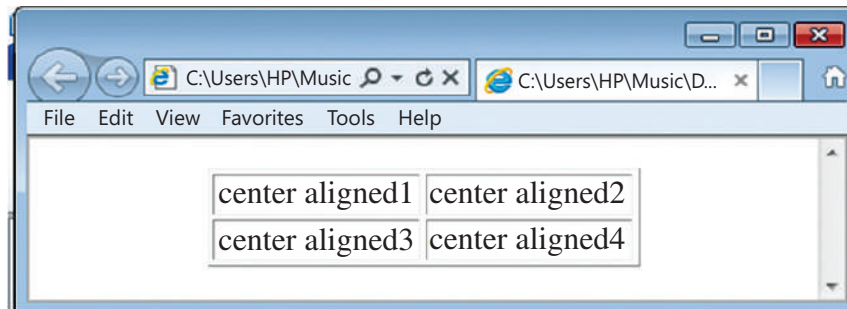 C:\Users\HP\Music C:\Users\HP\Music\D...
File Edit View Favorites Tools Help
center aligned1 center aligned2
center aligned3 center aligned4